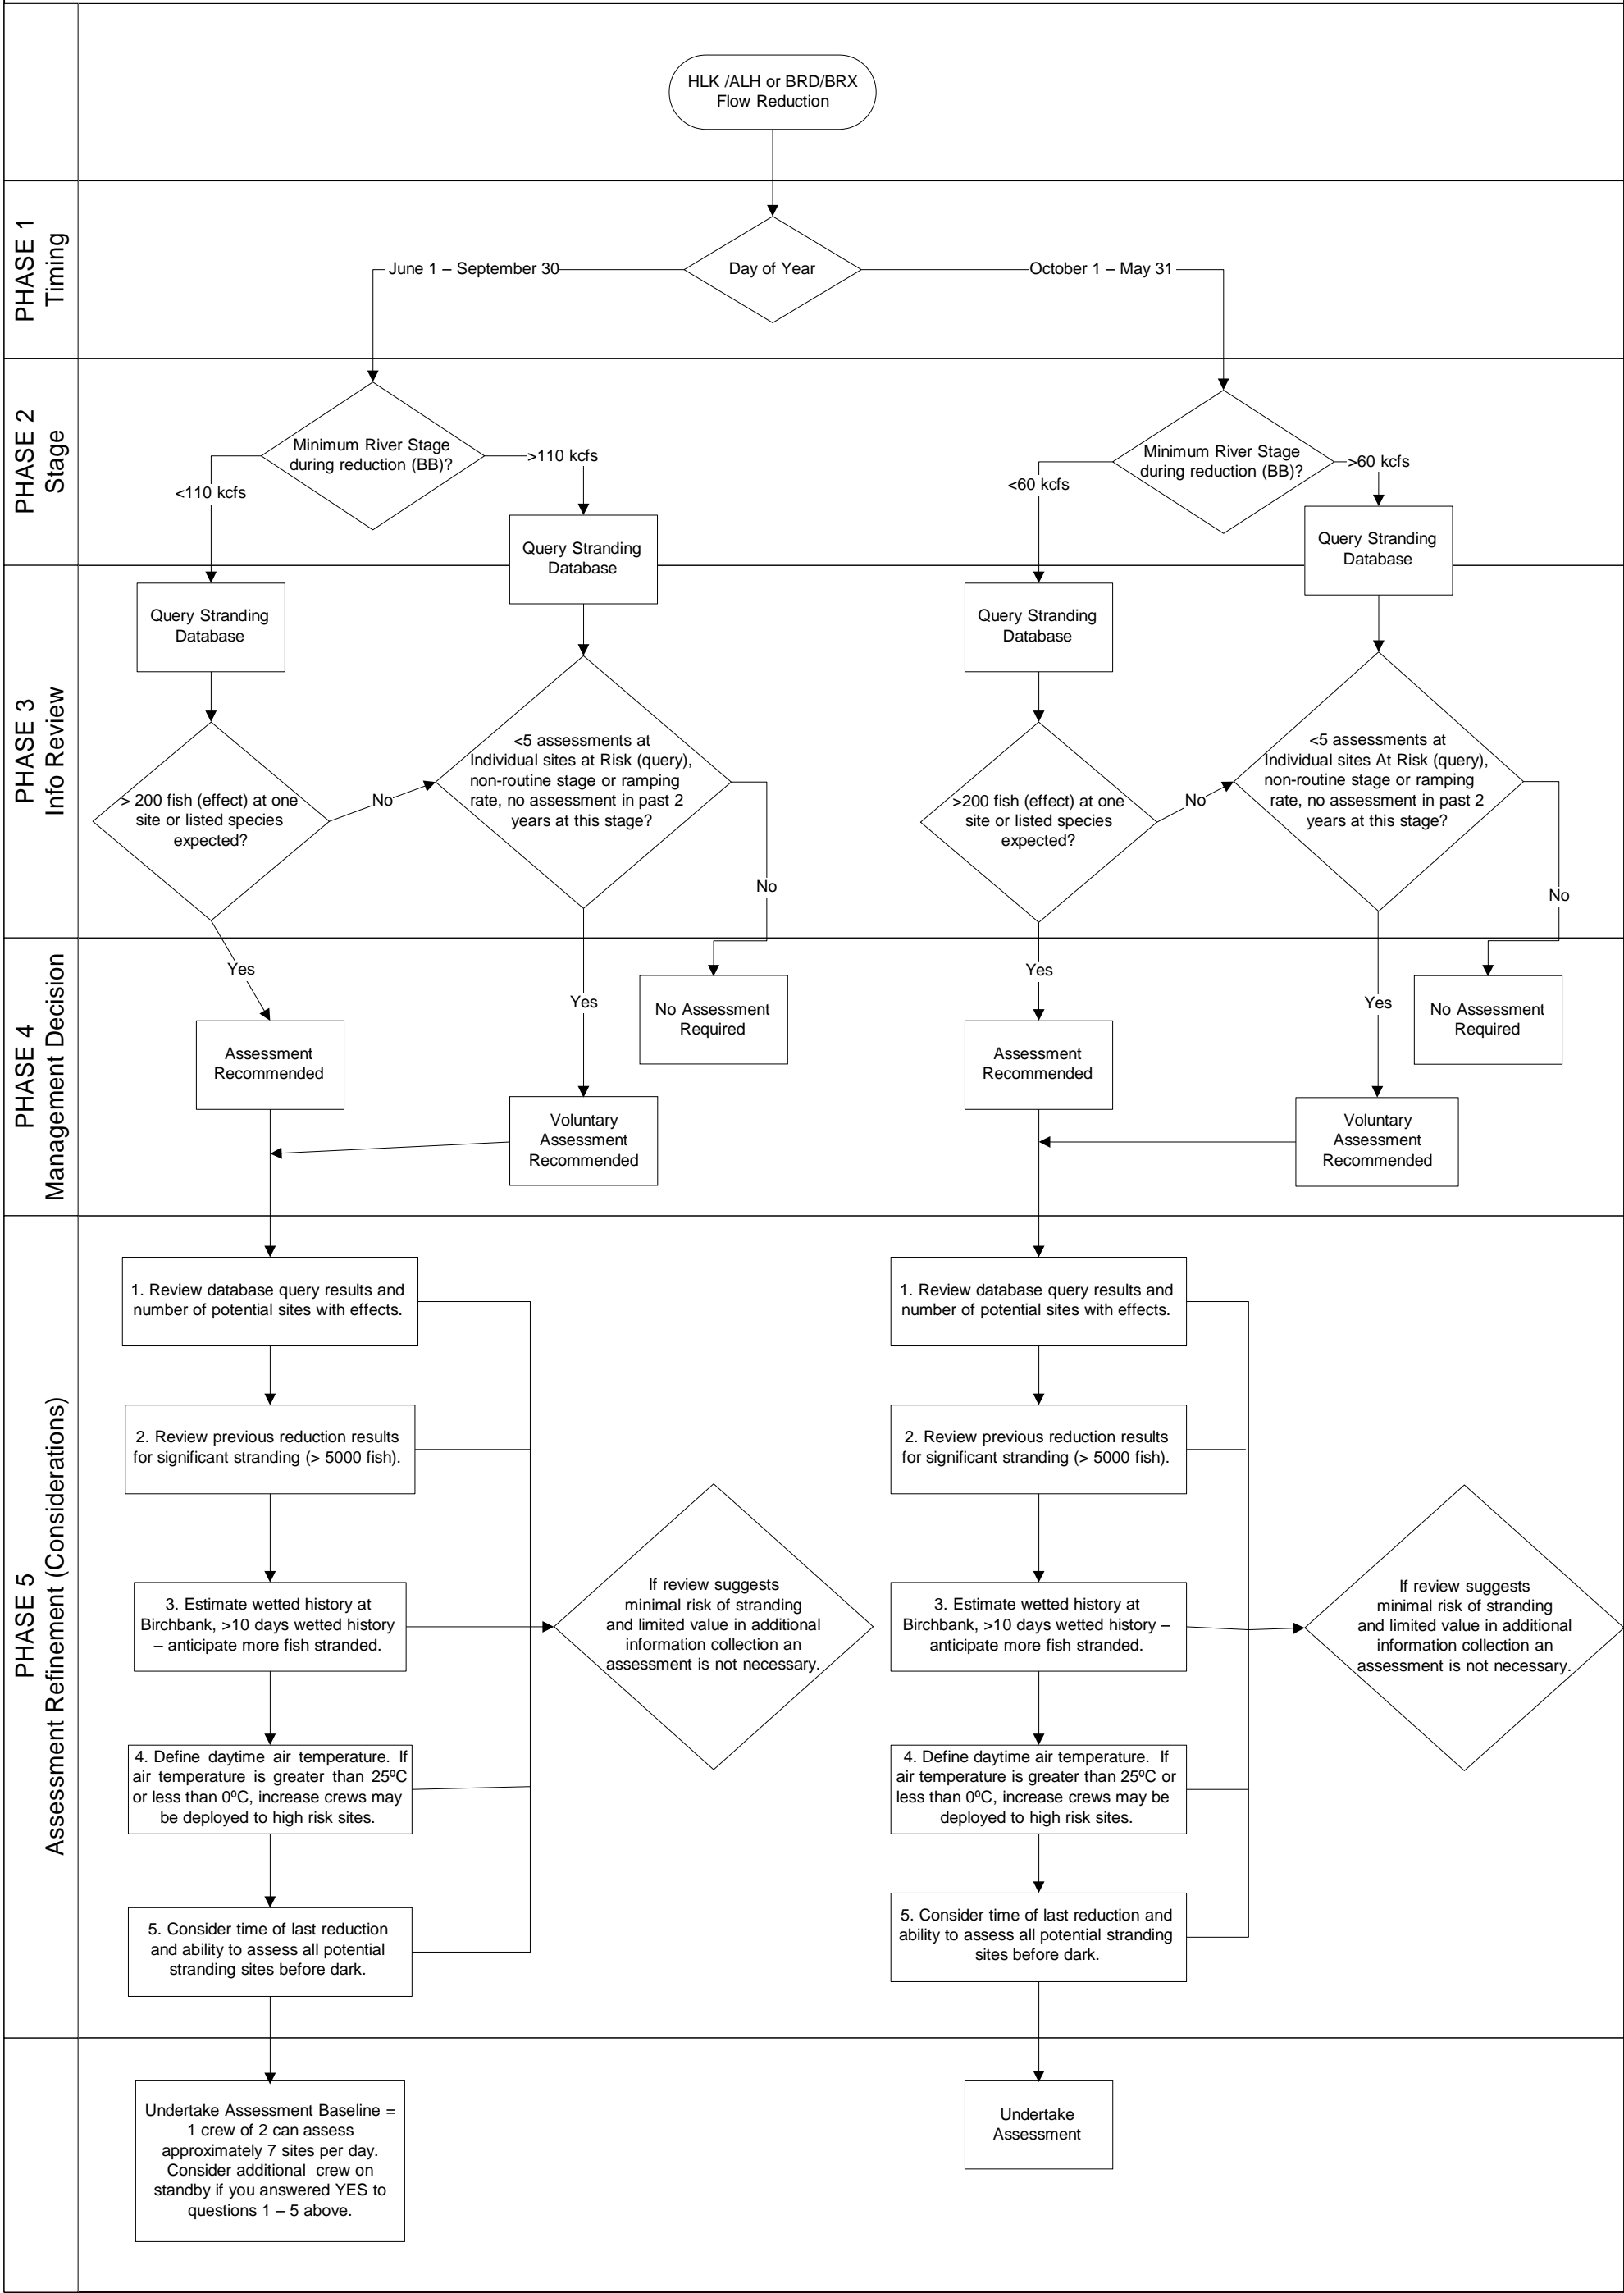 HLK /ALH or BRD/BRX
Flow Reduction
PHASE 1
Timing
June 1 – September 30
Day of Year
October 1 – May 31
PHASE 2
Stage
Minimum River Stage
during reduction (BB)?
<110 kcfs
>110 kcfs
Query Stranding
Database
Minimum River Stage
during reduction (BB)?
<60 kcfs
>60 kcfs
Query Stranding
Database
PHASE 3
Info Review
Query Stranding
Database
> 200 fish (effect) at one
site or listed species
expected?
No
<5 assessments at
Individual sites at Risk (query),
non-routine stage or ramping
rate, no assessment in past 2
years at this stage?
No
Query Stranding
Database
>200 fish (effect) at one
site or listed species
expected?
No
<5 assessments at
Individual sites At Risk (query),
non-routine stage or ramping
rate, no assessment in past 2
years at this stage?
No
PHASE 4
Management Decision
Yes
Assessment
Recommended
Yes
No Assessment
Required
Voluntary
Assessment
Recommended
Yes
Assessment
Recommended
Yes
No Assessment
Required
Voluntary
Assessment
Recommended
PHASE 5
Assessment Refinement (Considerations)
1. Review database query results and
number of potential sites with effects.
2. Review previous reduction results
for significant stranding (> 5000 fish).
3. Estimate wetted history at
Birchbank, >10 days wetted history
– anticipate more fish stranded.
4. Define daytime air temperature. If
air temperature is greater than 25ºC
or less than 0ºC, increase crews may
be deployed to high risk sites.
5. Consider time of last reduction
and ability to assess all potential
stranding sites before dark.
If review suggests
minimal risk of stranding
and limited value in additional
information collection an
assessment is not necessary.
1. Review database query results and
number of potential sites with effects.
2. Review previous reduction results
for significant stranding (> 5000 fish).
3. Estimate wetted history at
Birchbank, >10 days wetted history –
anticipate more fish stranded.
4. Define daytime air temperature. If
air temperature is greater than 25ºC or
less than 0ºC, increase crews may be
deployed to high risk sites.
5. Consider time of last reduction and
ability to assess all potential stranding
sites before dark.
If review suggests
minimal risk of stranding
and limited value in additional
information collection an
assessment is not necessary.
Undertake Assessment Baseline =
1 crew of 2 can assess
approximately 7 sites per day.
Consider additional crew on
standby if you answered YES to
questions 1 – 5 above.
Undertake
Assessment